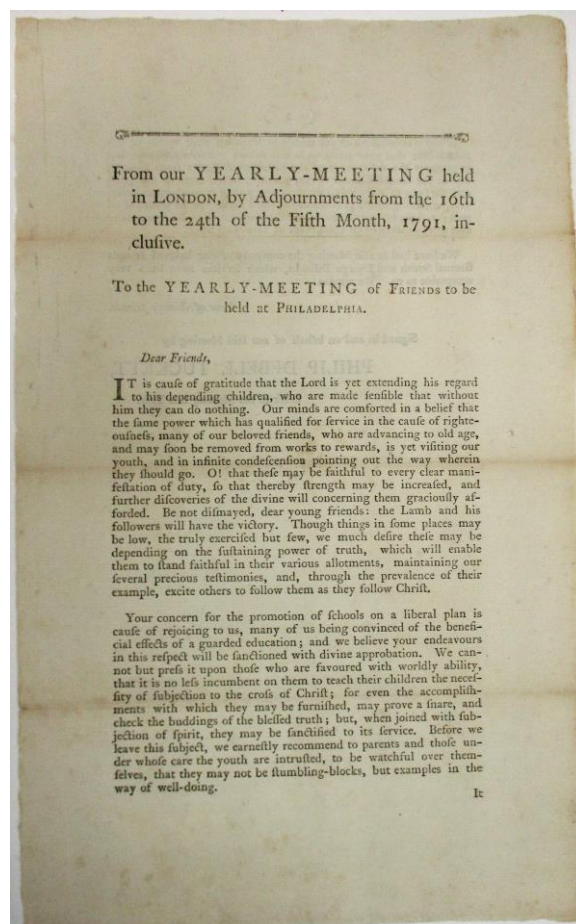 From our YEARLY-MEETING held
in LONDON, by Adjournments from the 16th
to the 24th of the Fifth Month, 1791, in-
cluſive.
To the YEARLY-MEETING of FRIENDS to be
held at PHILADELPHIA.
Dear Friends,
IT is cauſe of gratitude that the Lord is yet extending his regard
to his depending children, who are made ſenſible that without
him they can do nothing. Our minds are comforted in a belief that
the ſame power which has qualified for ſervice in the cauſe of righte-
ouſneſs, many of our beloved friends, who are advancing to old age,
and may ſoon be removed from works to rewards, is yet viſiting our
youth, and in infinite condeſcenſion pointing out the way wherein
they ſhould go. O! that theſe may be faithful to every clear mani-
feſtation of duty, ſo that thereby ſtrength may be increaſed, and
further diſcoveries of the divine will concerning them graciouſly af-
forded. Be not diſmayed, dear young friends: the Lamb and his
followers will have the victory. Though things in ſome places may
be low, the truly exerciſed but few, we much deſire theſe may be
depending on the ſuſtaining power of truth, which will enable
them to ſtand faithful in their various allotments, maintaining our
ſeveral precious teſtimonies, and, through the prevalence of their
example, excite others to follow them as they follow Chriſt.
Your concern for the promotion of ſchools on a liberal plan is
cauſe of rejoicing to us, many of us being convinced of the benefi-
cial effects of a guarded education; and we believe your endeavours
in this reſpect will be ſanctioned with divine approbation. We can-
not but preſs it upon thoſe who are favoured with worldly ability,
that it is no leſs incumbent on them to teach their children the neceſ-
ſity of ſubjection to the croſs of Chriſt; for even the accompliſh-
ments with which they may be furniſhed, may prove a ſnare, and
check the buddings of the bleſſed truth; but, when joined with ſub-
jection of ſpirit, they may be ſanctified to its ſervice. Before we
leave this ſubject, we earneſtly recommend to parents and thoſe un-
der whoſe care the youth are intruſted, to be watchful over them-
ſelves, that they may not be ſtumbling-blocks, but examples in the
way of well-doing.
It